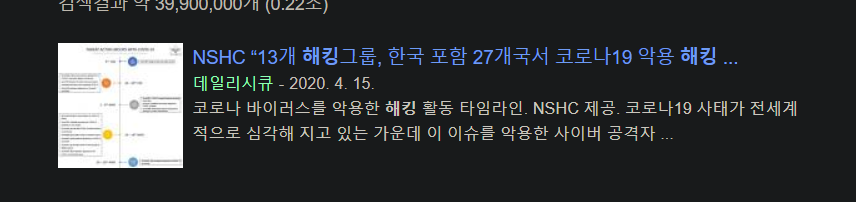 검색결과 약 39,900,000개 (0.22초)
NSHC “13개 해킹그룹, 한국 포함 27개국서 코로나19 악용 해킹 ...
데일리시큐 - 2020. 4. 15.
코로나 바이러스를 악용한 해킹 활동 타임라인. NSHC 제공. 코로나19 사태가 전세계
적으로 심각해 지고 있는 가운데 이 이슈를 악용한 사이버 공격자 ...